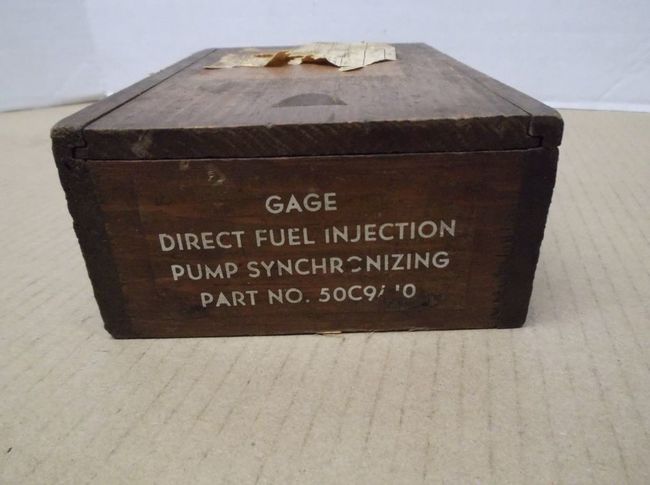 GAGE
DIRECT FUEL INJECTION
PUMP SYNCHRONIZING
PART NO.